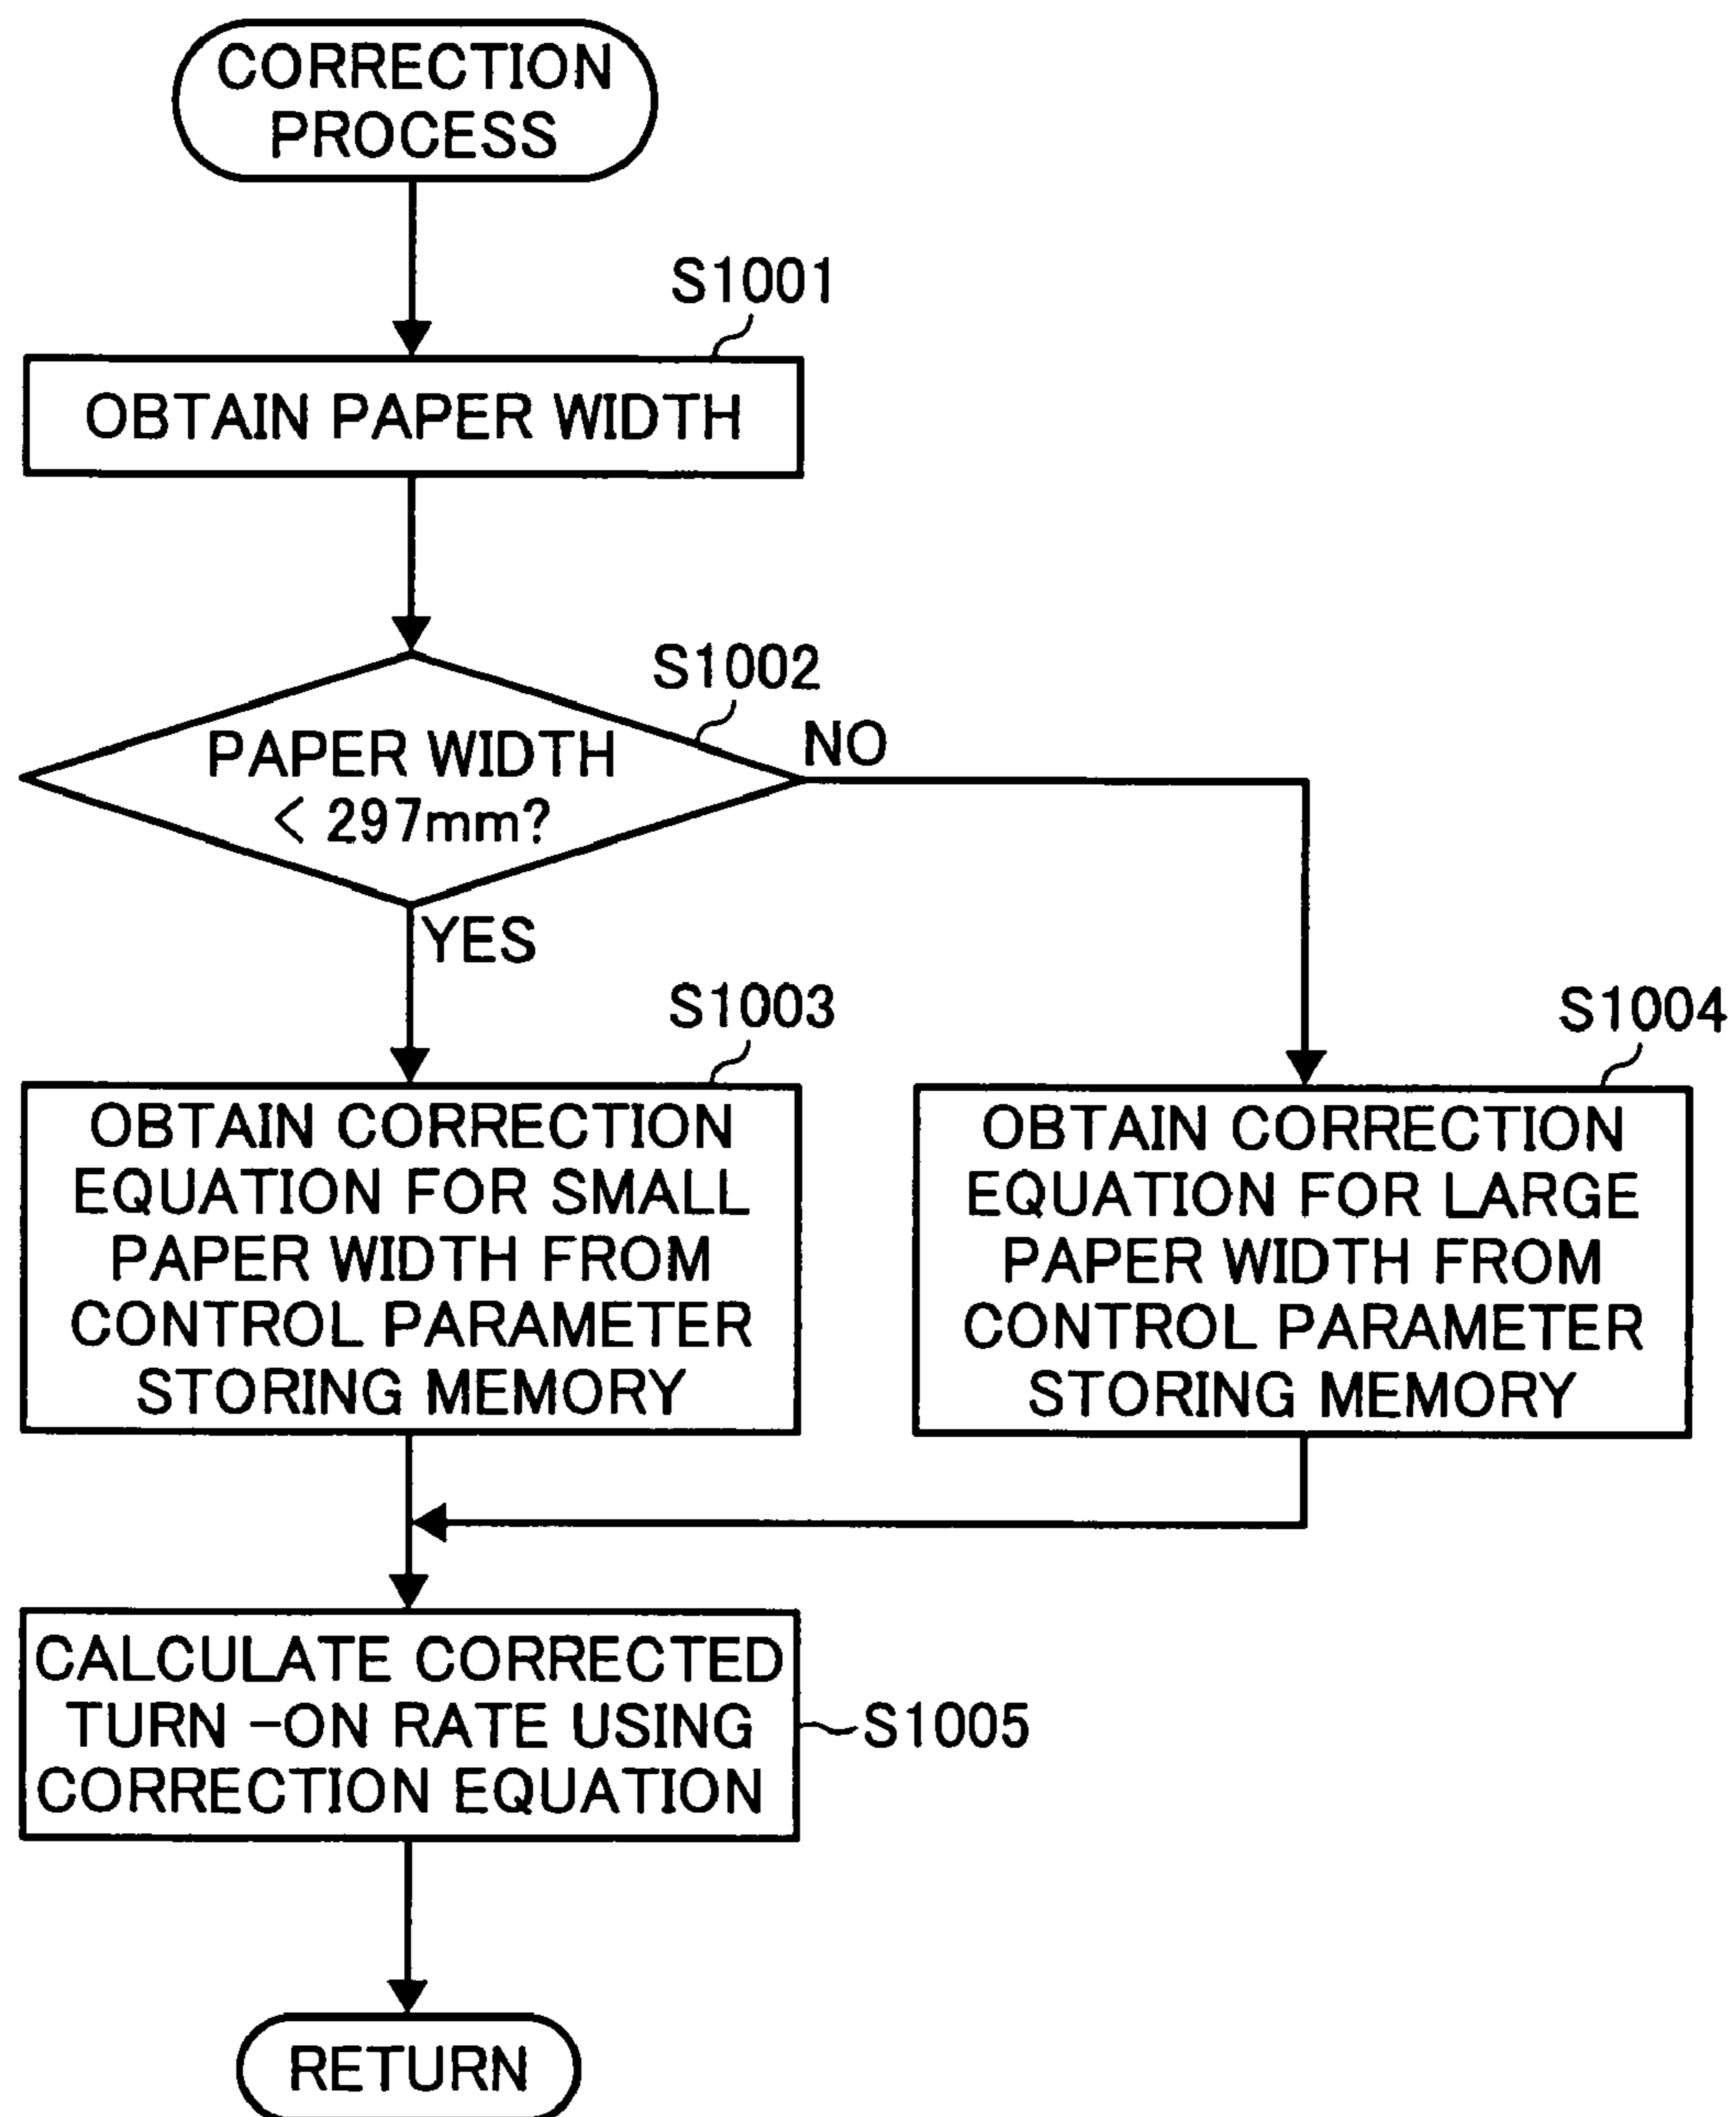 CORRECTION
PROCESS
S1001
OBTAIN PAPER WIDTH
S1002
PAPER WIDTH
< 297mm?
NO
YES
S1003
OBTAIN CORRECTION
EQUATION FOR SMALL
PAPER WIDTH FROM
CONTROL PARAMETER
STORING MEMORY
S1004
OBTAIN CORRECTION
EQUATION FOR LARGE
PAPER WIDTH FROM
CONTROL PARAMETER
STORING MEMORY
CALCULATE CORRECTED
TURN -ON RATE USING
CORRECTION EQUATION
S1005
RETURN